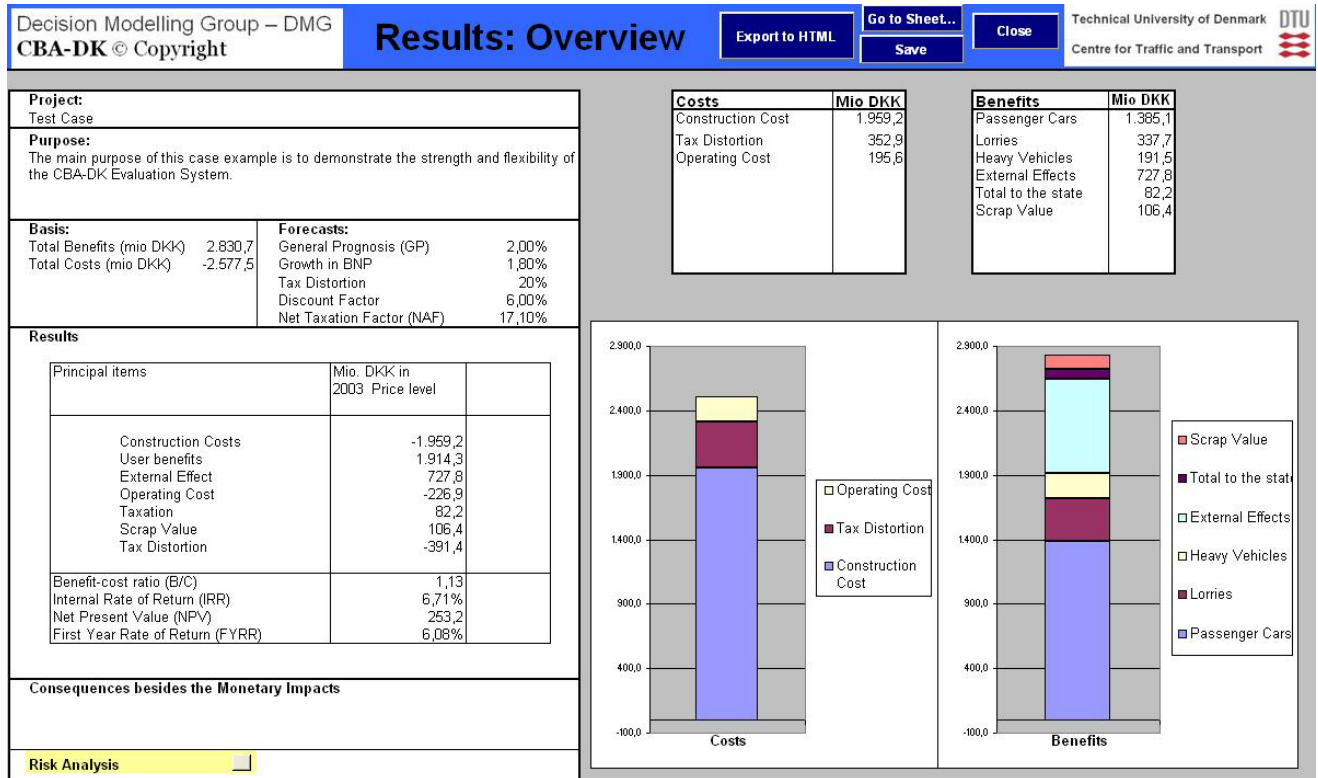 Decision Modelling Group – DMG
CBA-DK © Copyright
Results: Overview
Export to HTML
Go to Sheet...
Save
Close
Technical University of Denmark
DTU
Centre for Traffic and Transport
Project:
Test Case
Purpose:
The main purpose of this case example is to demonstrate the strength and flexibility of
the CBA-DK Evaluation System.
Basis:
Total Benefits (mio DKK) 2.830,7
Total Costs (mio DKK) -2.577,5
Forecasts:
General Prognosis (GP) 2,00%
Growth in BNP 1,80%
Tax Distortion 20%
Discount Factor 6,00%
Net Taxation Factor (NAF) 17,10%
Results
Principal items Mio. DKK in
2003 Price level
Construction Costs -1.959,2
User benefits 1.914,3
External Effect 727,8
Operating Cost -226,9
Taxation 82,2
Scrap Value 106,4
Tax Distortion -391,4
Benefit-cost ratio (B/C) 1,13
Internal Rate of Return (IRR) 6,71%
Net Present Value (NPV) 253,2
First Year Rate of Return (FYRR) 6,08%
Consequences besides the Monetary Impacts
Risk Analysis
Costs Mio DKK
Construction Cost 1.959,2
Tax Distortion 352,9
Operating Cost 195,6
Benefits Mio DKK
Passenger Cars 1.385,1
Lorries 337,7
Heavy Vehicles 191,5
External Effects 727,8
Total to the state 82,2
Scrap Value 106,4
2.900,0
2.400,0
1.900,0
1.400,0
900,0
400,0
-100,0
Costs
Operating Cost
Tax Distortion
Construction
Cost
2.900,0
2.400,0
1.900,0
1.400,0
900,0
400,0
-100,0
Benefits
Scrap Value
Total to the stat
External Effects
Heavy Vehicles
Lorries
Passenger Cars